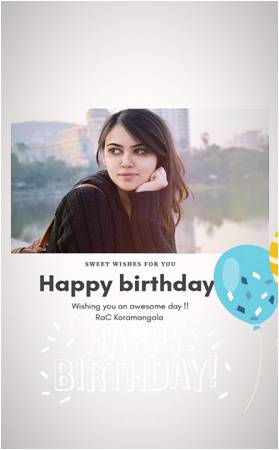 SWEET WISHES FOR YOU
Happy birthday
Wishing you an awesome day !!
RaC Koramangala
HAPPY
BIRTHDAY!